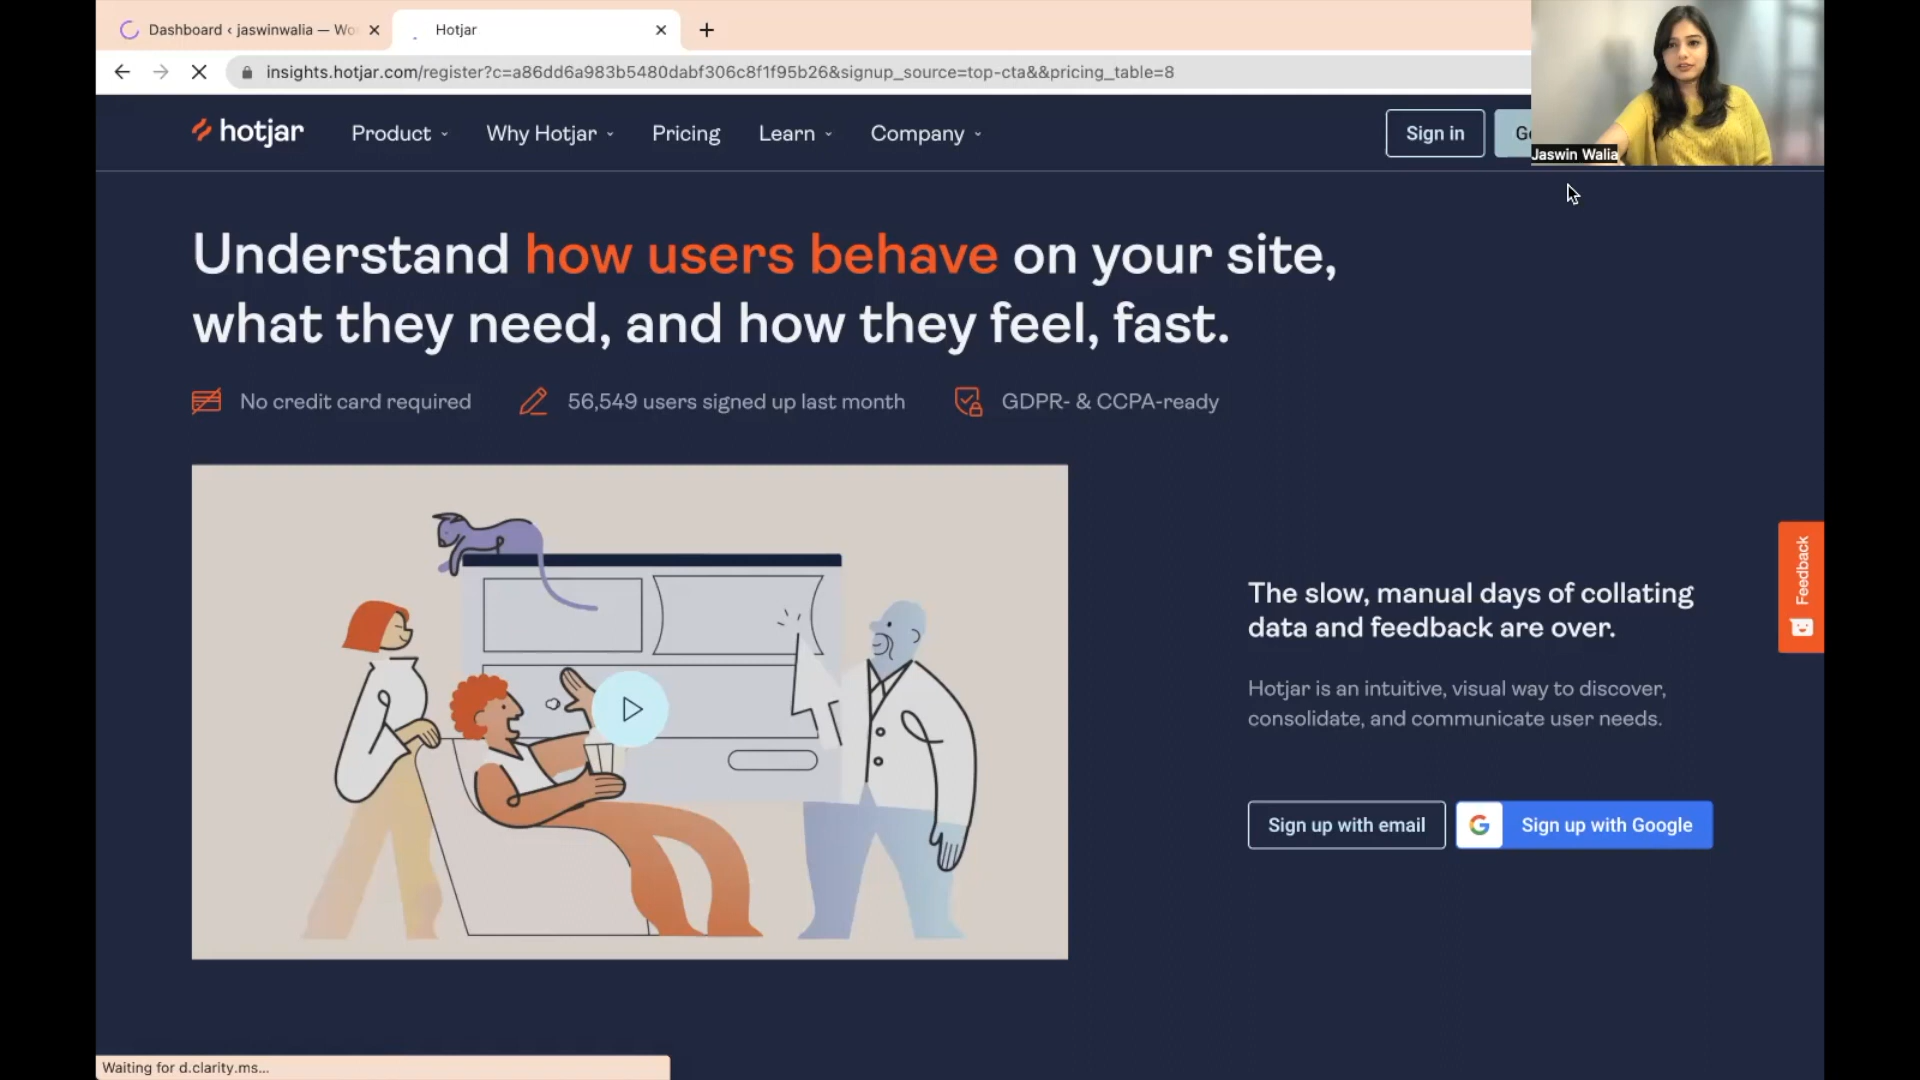 Dashboard ‹ jaswinwalia — Wo
Hotjar
insights.hotjar.com/register?c=a86dd6a983b5480dabf306c8f1f95b26&signup_source=top-cta&&pricing_table=8
hotjar
Product
Why Hotjar
Pricing
Learn
Company
Sign in
Jaswin Walia
Understand how users behave on your site,
what they need, and how they feel, fast.
No credit card required
56,549 users signed up last month
GDPR- & CCPA-ready
The slow, manual days of collating
data and feedback are over.
Hotjar is an intuitive, visual way to discover,
consolidate, and communicate user needs.
Sign up with email
Sign up with Google
Feedback
Waiting for d.clarity.ms...